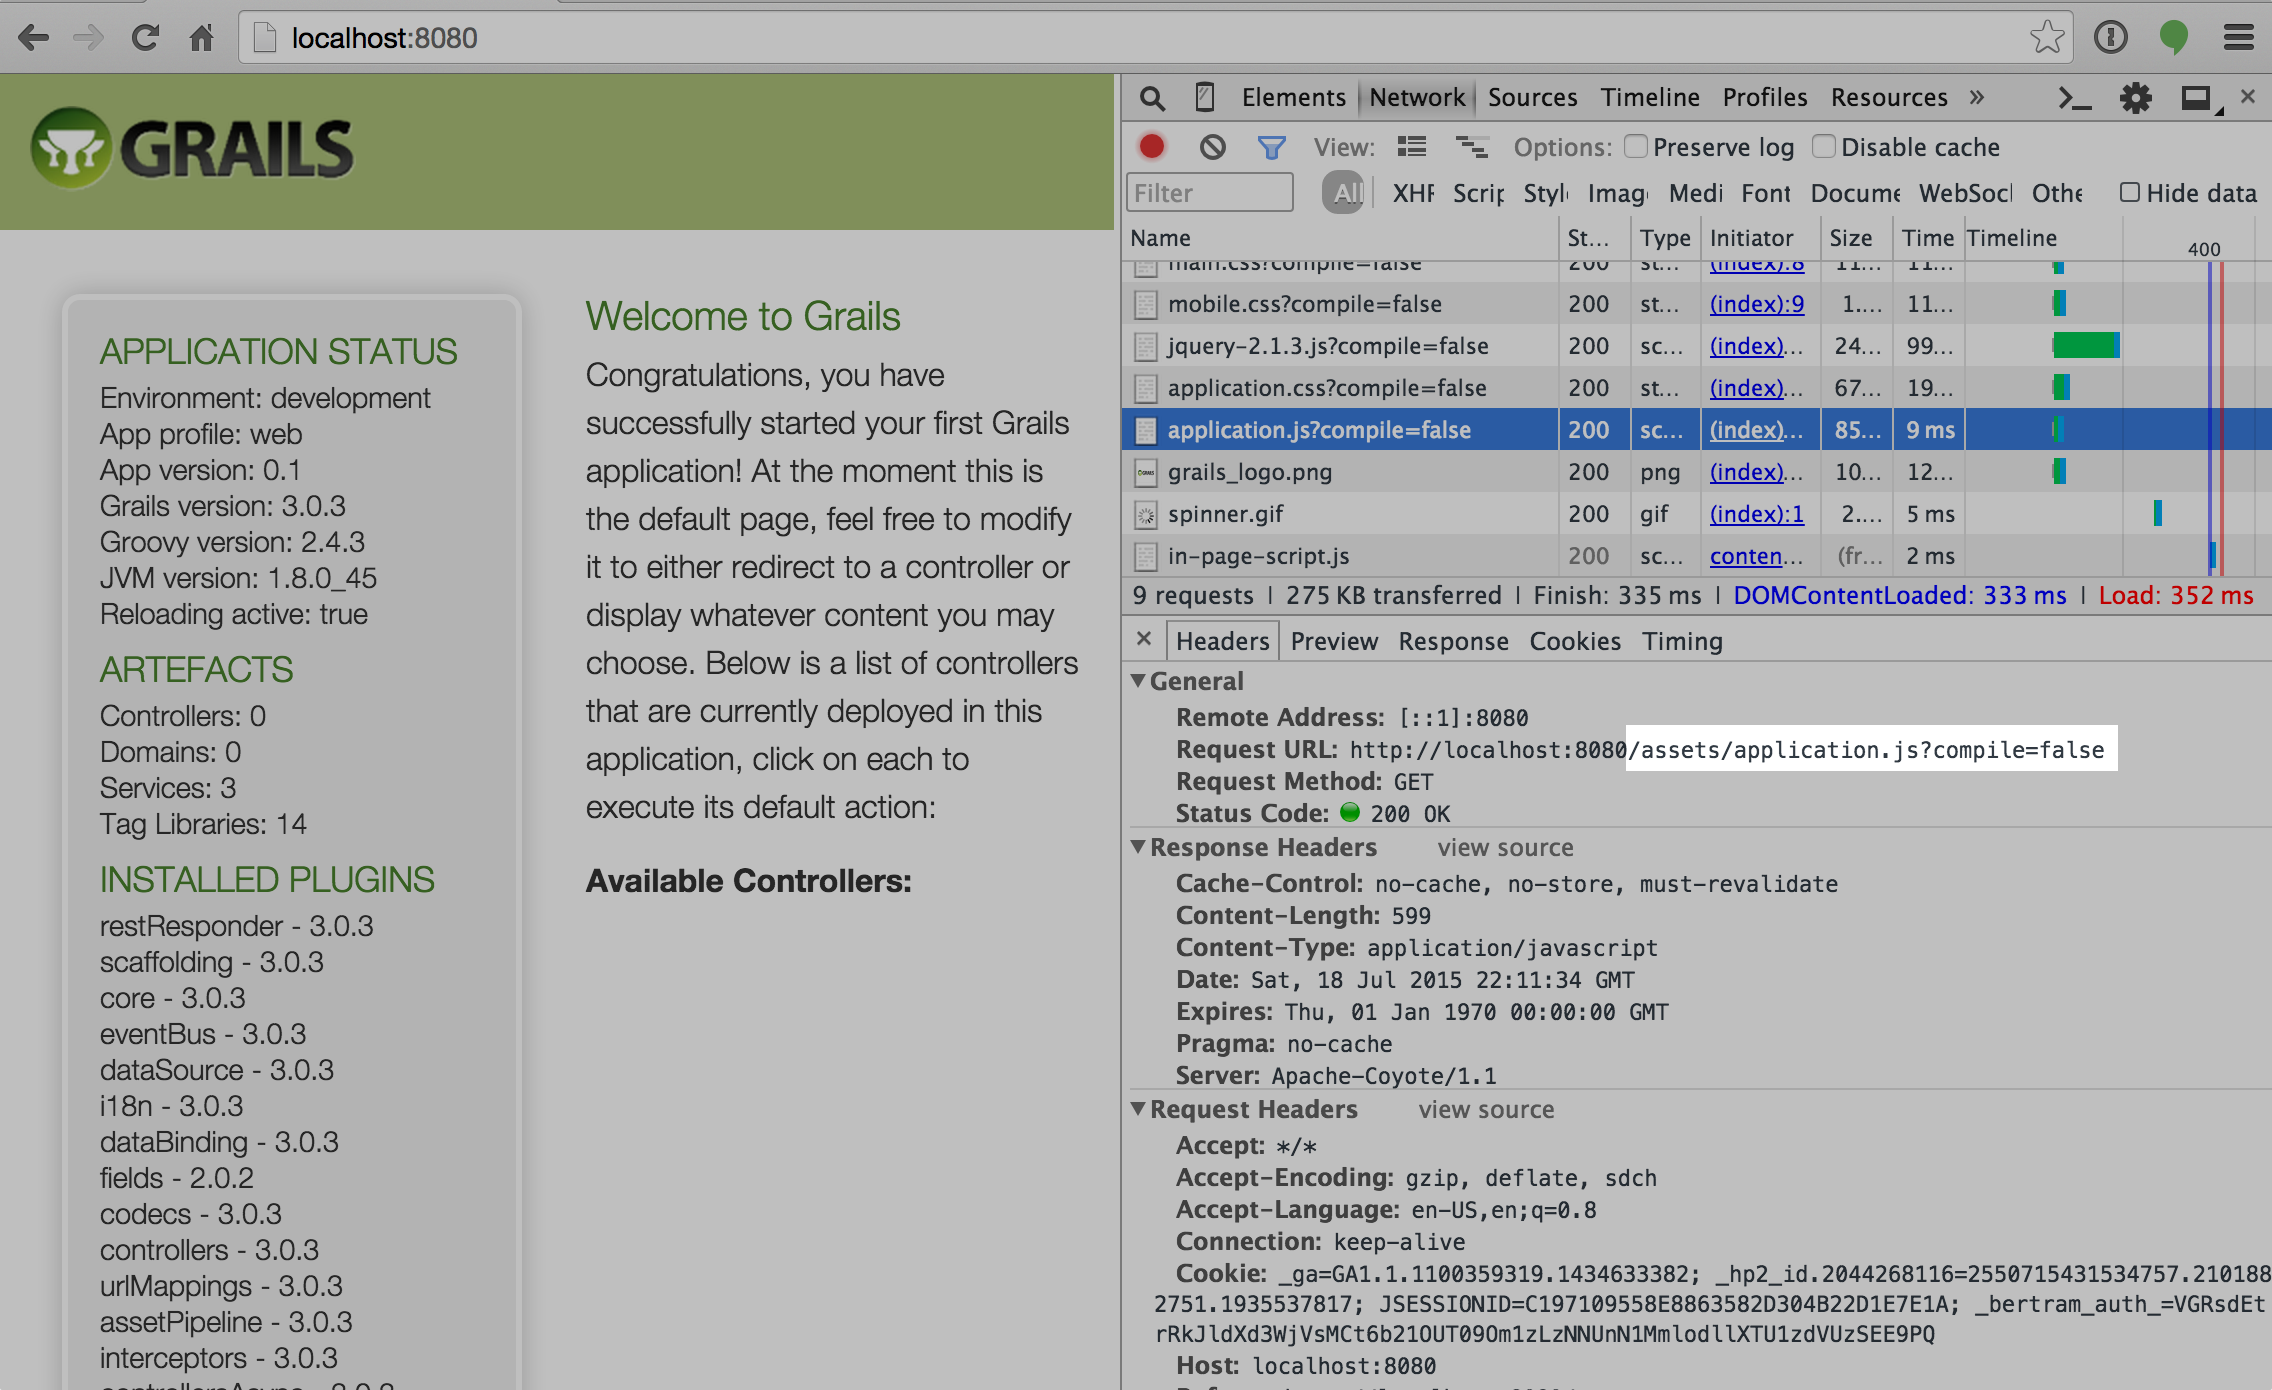 localhost:8080
GRAILS
APPLICATION STATUS
Environment: development
App profile: web
App version: 0.1
Grails version: 3.0.3
Groovy version: 2.4.3
JVM version: 1.8.0_45
Reloading active: true
ARTEFACTS
Controllers: 0
Domains: 0
Services: 3
Tag Libraries: 14
INSTALLED PLUGINS
restResponder - 3.0.3
scaffolding - 3.0.3
core - 3.0.3
eventBus - 3.0.3
dataSource - 3.0.3
i18n - 3.0.3
dataBinding - 3.0.3
fields - 2.0.2
codecs - 3.0.3
controllers - 3.0.3
urlMappings - 3.0.3
assetPipeline - 3.0.3
interceptors - 3.0.3
Welcome to Grails
Congratulations, you have
successfully started your first Grails
application! At the moment this is
the default page, feel free to modify
it to either redirect to a controller or
display whatever content you may
choose. Below is a list of controllers
that are currently deployed in this
application, click on each to
execute its default action:
Available Controllers:
Elements Network Sources Timeline Profiles Resources »
View: Options: Preserve log Disable cache
Filter All XHR Scrip Style Imag Medi Font Docume WebSoc Othe Hide data
Name St... Type Initiator Size Time Timeline 400
main.css?compile=false 200 st... (index):8 11... 11...
mobile.css?compile=false 200 st... (index):9 1.... 11...
jquery-2.1.3.js?compile=false 200 sc... (index)... 24... 99...
application.css?compile=false 200 st... (index)... 67... 19...
application.js?compile=false 200 sc... (index)... 85... 9 ms
grails_logo.png 200 png (index)... 10... 12...
spinner.gif 200 gif (index):1 2.... 5 ms
in-page-script.js 200 sc... conten... (fr... 2 ms
9 requests | 275 KB transferred | Finish: 335 ms | DOMContentLoaded: 333 ms | Load: 352 ms
× Headers Preview Response Cookies Timing
General
Remote Address: [::1]:8080
Request URL: http://localhost:8080/assets/application.js?compile=false
Request Method: GET
Status Code: 200 OK
Response Headers view source
Cache-Control: no-cache, no-store, must-revalidate
Content-Length: 599
Content-Type: application/javascript
Date: Sat, 18 Jul 2015 22:11:34 GMT
Expires: Thu, 01 Jan 1970 00:00:00 GMT
Pragma: no-cache
Server: Apache-Coyote/1.1
Request Headers view source
Accept: */*
Accept-Encoding: gzip, deflate, sdch
Accept-Language: en-US,en;q=0.8
Connection: keep-alive
Cookie: _ga=GA1.1.1100359319.1434633382; _hp2_id.2044268116=2550715431534757.210188
2751.1935537817; JSESSIONID=C197109558E8863582D304B22D1E7E1A; _bertram_auth_=VGRsdEt
rRkJldXd3WjVsMCt6b21OUT09Om1zLzNNUnN1MmlodllXTU1zdVUzSEE9PQ
Host: localhost:8080